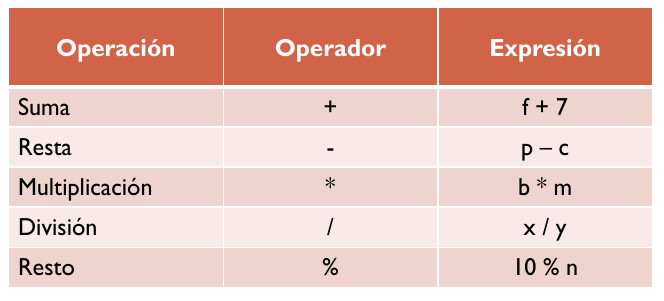 Operación Operador Expresión
Suma + f + 7
Resta - p – c
Multiplicación * b * m
División / x / y
Resto % 10 % n